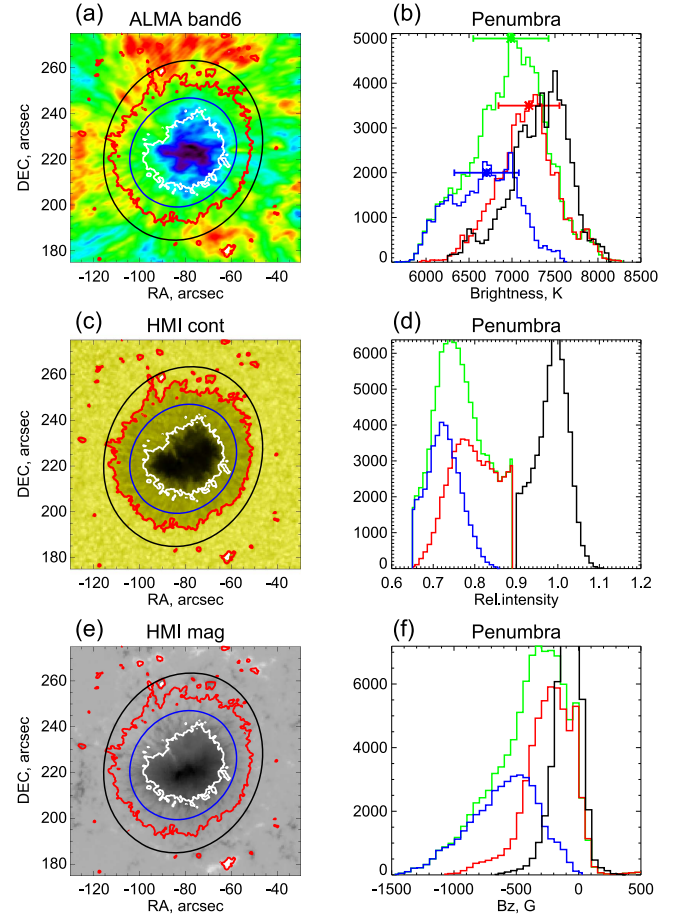 (a) ALMA band6
DEC, arcsec
260
240
220
200
180
-120 -100 -80 -60 -40
RA, arcsec
(b) Penumbra
5000
4000
3000
2000
1000
0
6000 6500 7000 7500 8000 8500
Brightness, K
(c) HMI cont
DEC, arcsec
260
240
220
200
180
-120 -100 -80 -60 -40
RA, arcsec
(d) Penumbra
6000
5000
4000
3000
2000
1000
0
0.6 0.7 0.8 0.9 1.0 1.1 1.2
Rel.intensity
(e) HMI mag
DEC, arcsec
260
240
220
200
180
-120 -100 -80 -60 -40
RA, arcsec
(f) Penumbra
6000
4000
2000
0
-1500 -1000 -500 0 500
Bz, G